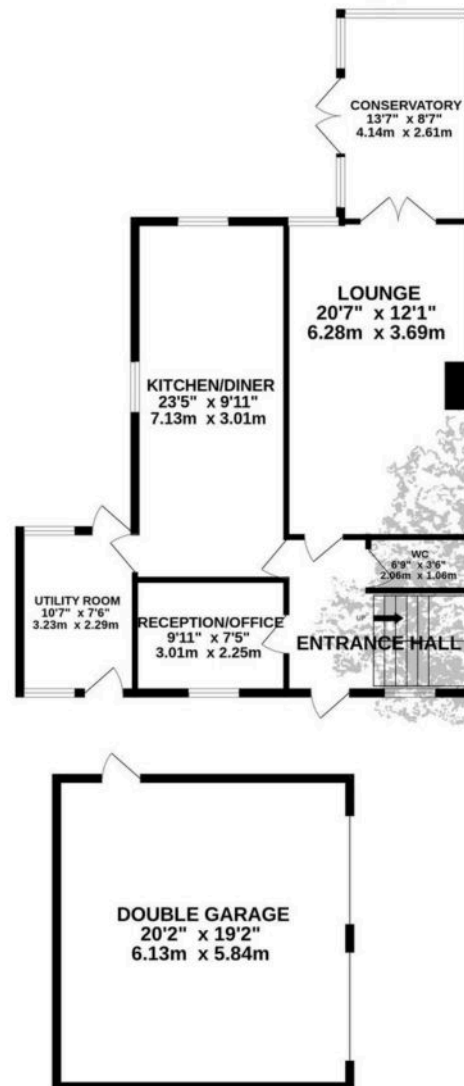 CONSERVATORY
13'7" x 8'7"
4.14m x 2.61m
LOUNGE
20'7" x 12'1"
6.28m x 3.69m
KITCHEN/DINER
23'5" x 9'11"
7.13m x 3.01m
WC
6'9" x 3'6"
2.06m x 1.06m
UTILITY ROOM
10'7" x 7'6"
3.23m x 2.29m
RECEPTION/OFFICE
9'11" x 7'5"
3.01m x 2.25m
UP
ENTRANCE HALL
DOUBLE GARAGE
20'2" x 19'2"
6.13m x 5.84m